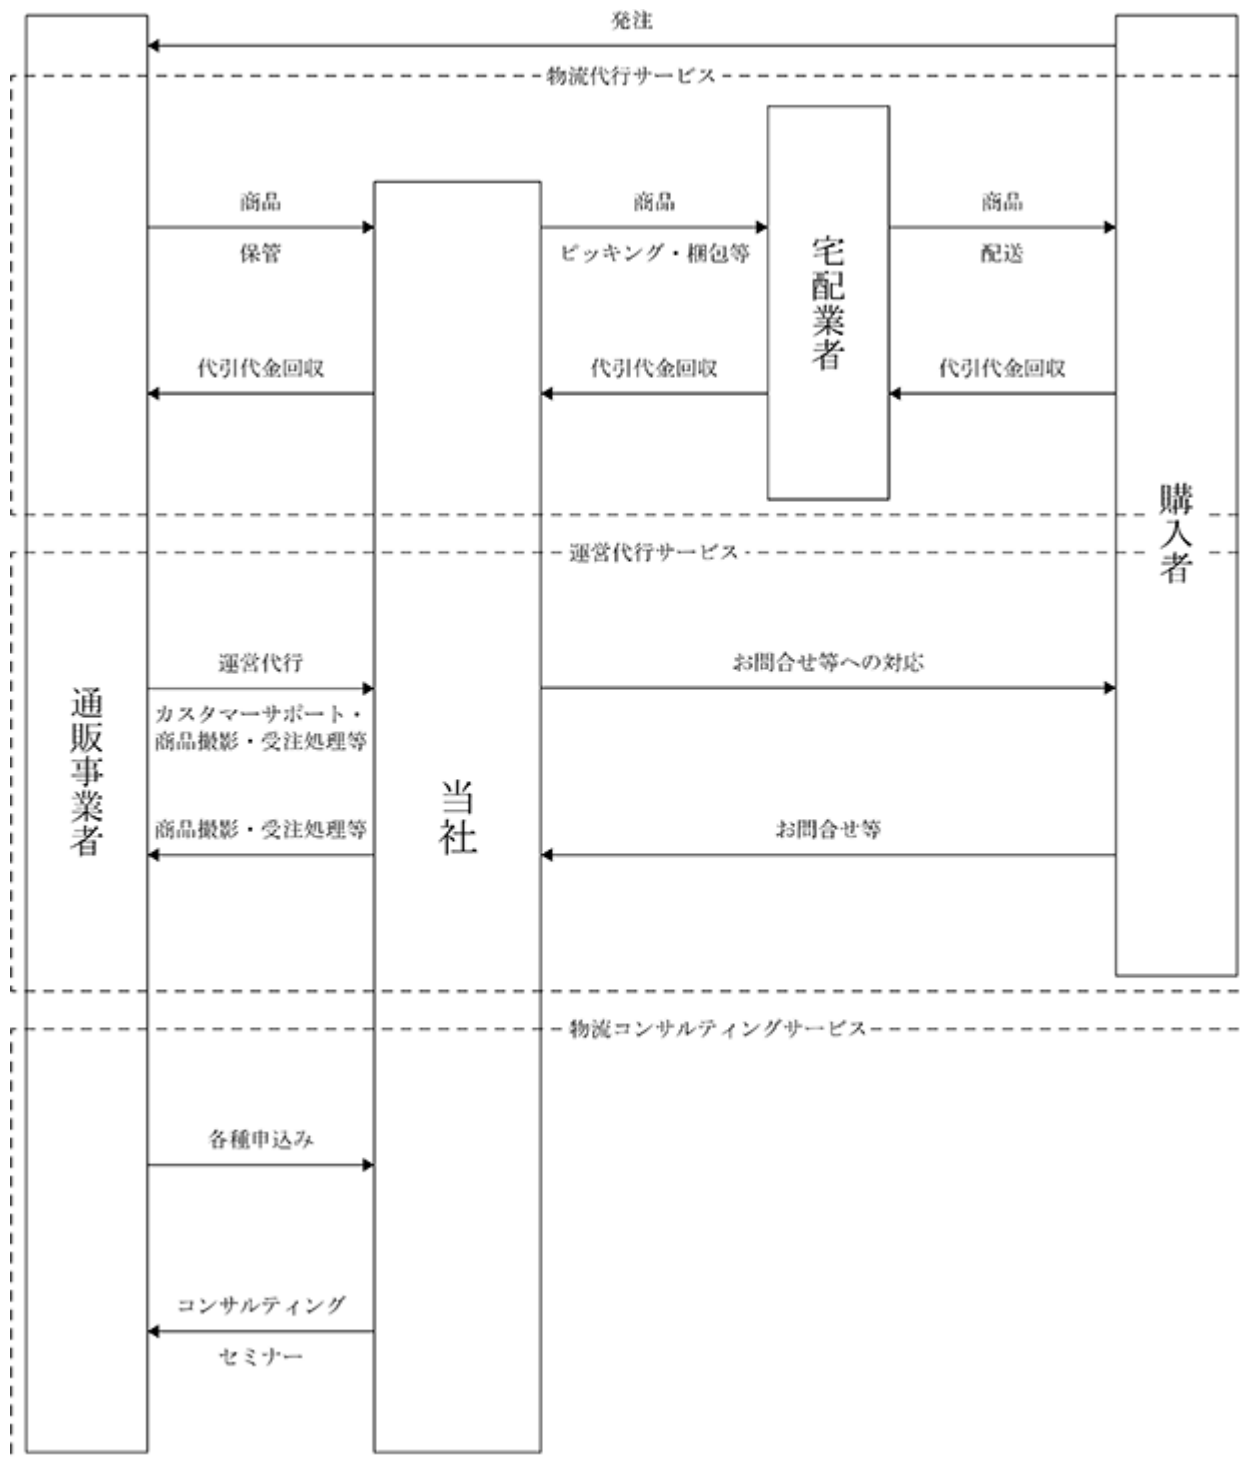 発注
物流代行サービス
商品
商品
商品
保管
ピッキング・梱包等
配送
宅配業者
代引代金回収
代引代金回収
代引代金回収
購入者
運営代行サービス
運営代行
お問合せ等への対応
カスタマーサポート・
商品撮影・受注処理等
通販事業者
当社
商品撮影・受注処理等
お問合せ等
物流コンサルティングサービス
各種申込み
コンサルティング
セミナー